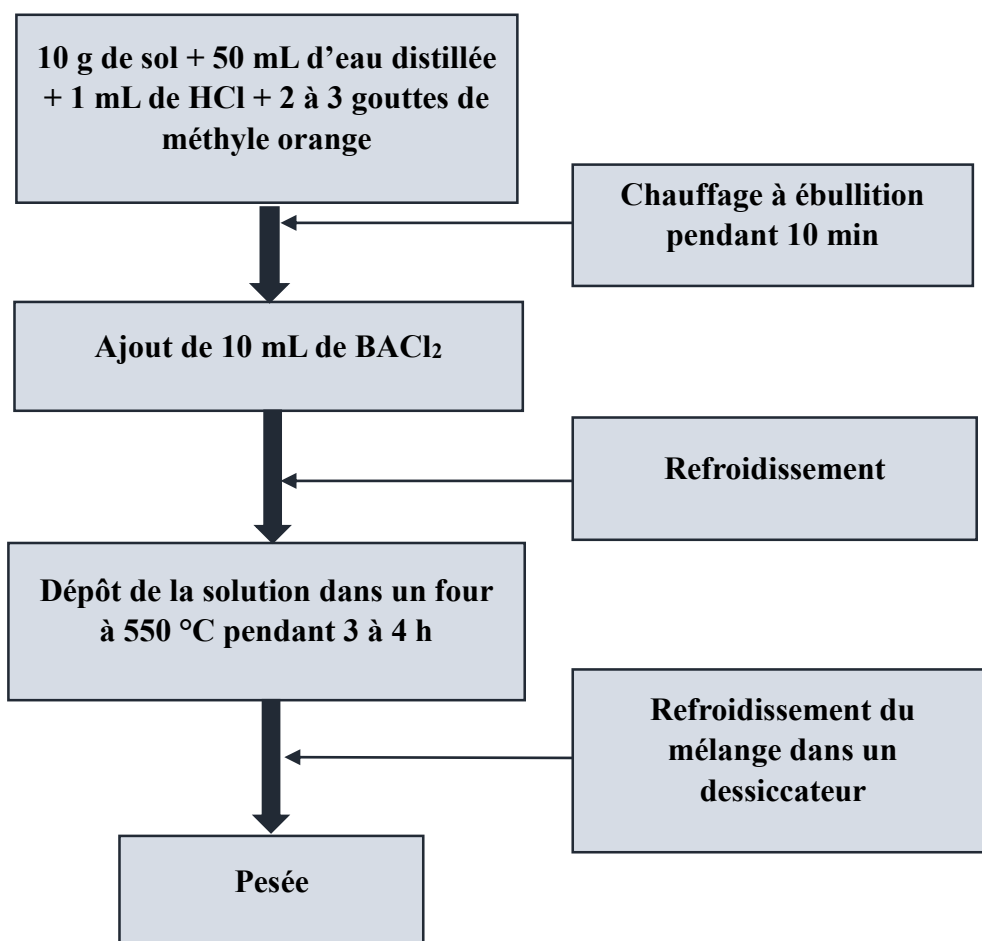 10 g de sol + 50 mL d’eau distillée
+ 1 mL de HCl + 2 à 3 gouttes de
méthyle orange
Chauffage à ébullition
pendant 10 min
Ajout de 10 mL de BACl₂
Refroidissement
Dépôt de la solution dans un four
à 550 °C pendant 3 à 4 h
Refroidissement du
mélange dans un
dessiccateur
Pesée